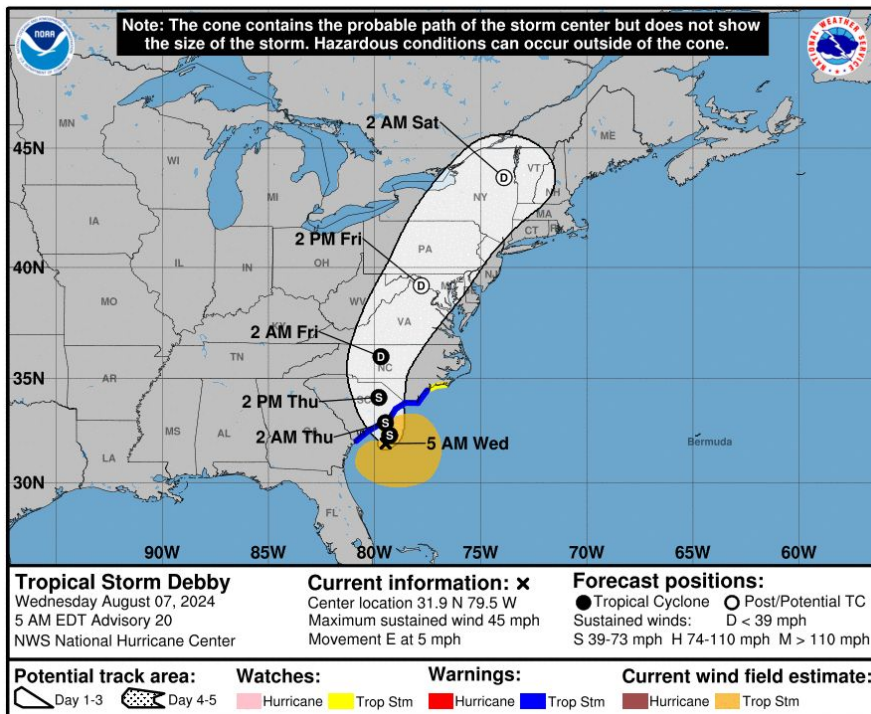 Note: The cone contains the probable path of the storm center but does not show
the size of the storm. Hazardous conditions can occur outside of the cone.
NOAA
NATIONAL WEATHER SERVICE
2 AM Sat
2 PM Fri
2 AM Fri
2 PM Thu
2 AM Thu
5 AM Wed
45N
40N
35N
30N
90W
85W
80W
75W
70W
65W
60W
MN
WI
MI
IA
IL
IN
OH
MO
WV
VA
TN
NC
AR
SC
MS
AL
LA
FL
PA
NY
VT
NH
ME
MA
CT
NJ
Bermuda
D
D
D
S
S
S
Tropical Storm Debby
Wednesday August 07, 2024
5 AM EDT Advisory 20
NWS National Hurricane Center
Current information: ×
Center location 31.9 N 79.5 W
Maximum sustained wind 45 mph
Movement E at 5 mph
Forecast positions:
Tropical Cyclone Post/Potential TC
Sustained winds: D < 39 mph
S 39-73 mph H 74-110 mph M > 110 mph
Potential track area:
Day 1-3 Day 4-5
Watches:
Hurricane Trop Stm
Warnings:
Hurricane Trop Stm
Current wind field estimate:
Hurricane Trop Stm